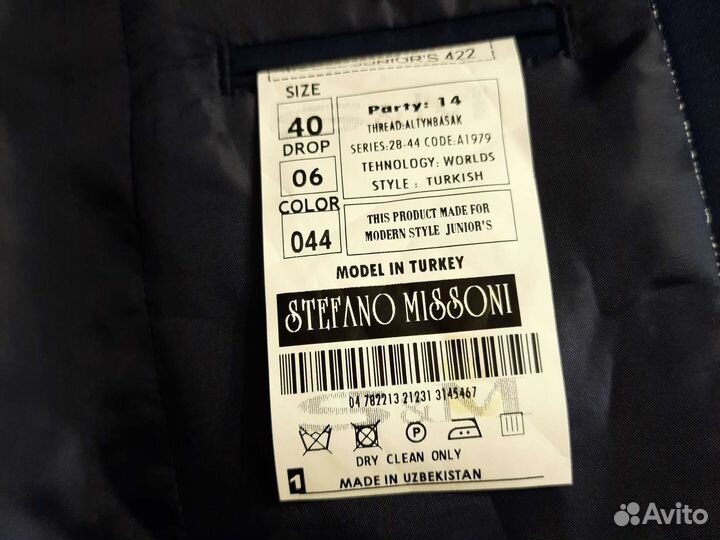 JUNIOR'S 422
SIZE
40
DROP
06
COLOR
044
Party: 14
THREAD:ALTYNBASAK
SERIES:28-44 CODE:A1979
TEHNOLOGY: WORLDS
STYLE : TURKISH
THIS PRODUCT MADE FOR
MODERN STYLE JUNIOR'S
MODEL IN TURKEY
STEFANO MISSONI
04 782213 21231 3145467
S&M
P
DRY CLEAN ONLY
1
MADE IN UZBEKISTAN
Avito